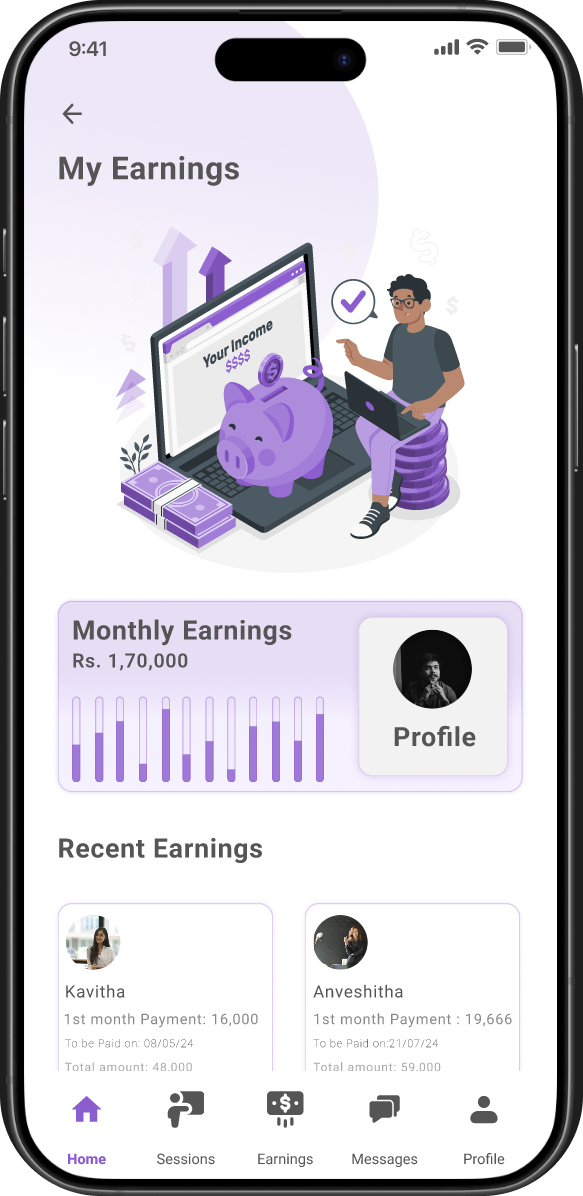 9:41
My Earnings
Your Income
$$$$
Monthly Earnings
Rs. 1,70,000
Profile
Recent Earnings
Kavitha
1st month Payment: 16,000
To be Paid on: 08/05/24
Total amount: 48,000
Anveshitha
1st month Payment : 19,666
To be Paid on:21/07/24
Total amount: 59,000
Home
Sessions
Earnings
Messages
Profile